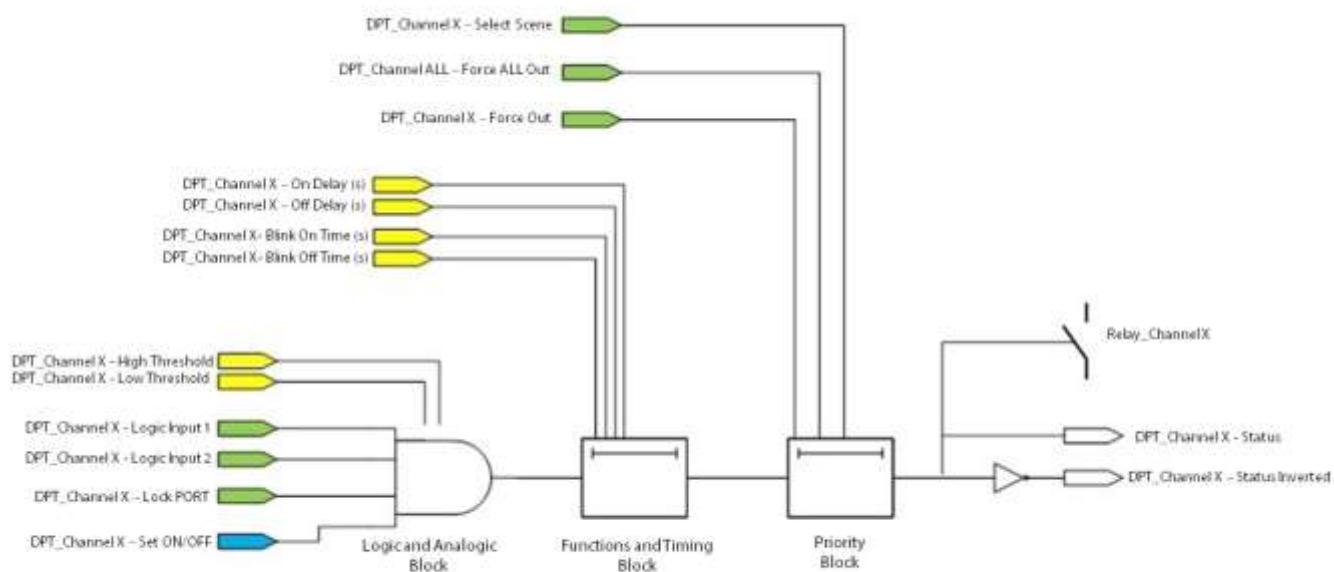 DPT_Channel X – Select Scene
DPT_Channel ALL – Force ALL Out
DPT_Channel X – Force Out
DPT_Channel X – On Delay (s)
DPT_Channel X – Off Delay (s)
DPT_Channel X- Blink On Time (s)
DPT_Channel X- Blink Off Time (s)
Relay_Channel X
DPT_Channel X – High Threshold
DPT_Channel X - Low Threshold
DPT_Channel X - Logic Input 1
DPT_Channel X - Logic Input 2
DPT_Channel X – Lock PORT
DPT_Channel X – Set ON/OFF
DPT_Channel X - Status
DPT_Channel X – Status Inverted
Logic and Analogic
Block
Functions and Timing
Block
Priority
Block